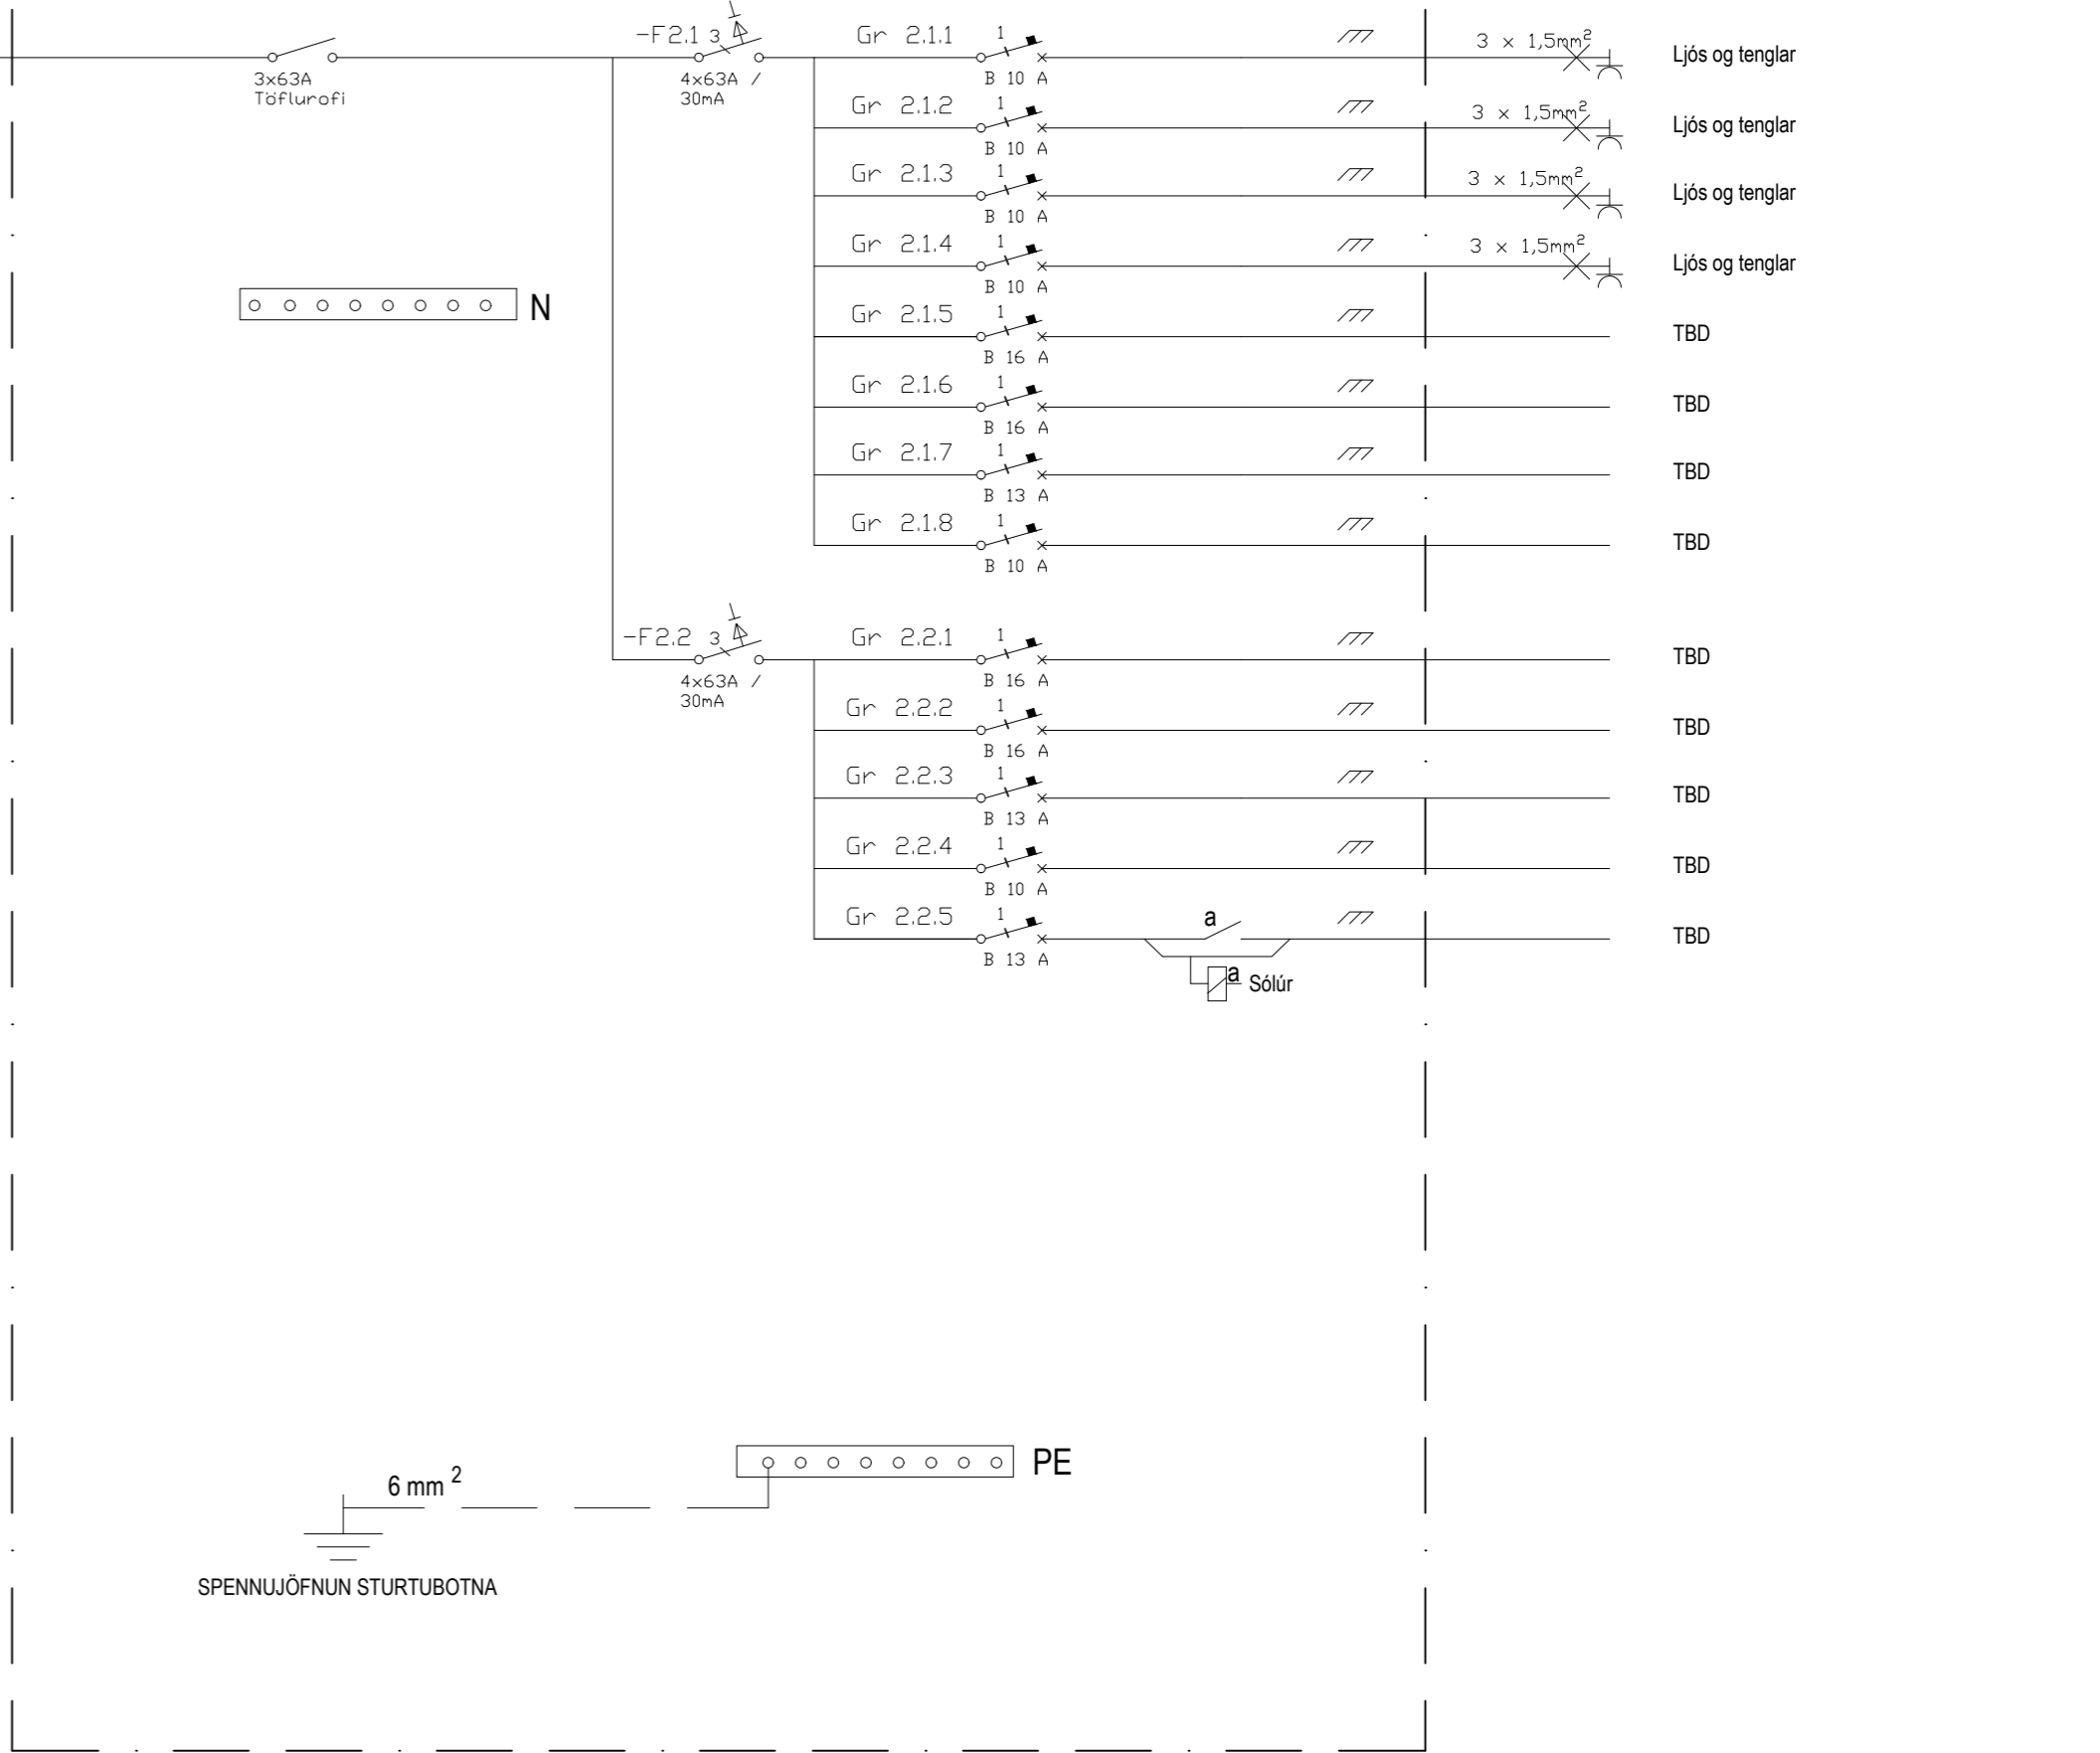 3x63A
Töflurofi
-F2.1 3
4x63A /
30mA
Gr 2.1.1 1
B 10 A
3 x 1,5mm²
Ljós og tenglar
Gr 2.1.2 1
B 10 A
3 x 1,5mm²
Ljós og tenglar
Gr 2.1.3 1
B 10 A
3 x 1,5mm²
Ljós og tenglar
Gr 2.1.4 1
B 10 A
3 x 1,5mm²
Ljós og tenglar
N
Gr 2.1.5 1
B 16 A
TBD
Gr 2.1.6 1
B 16 A
TBD
Gr 2.1.7 1
B 13 A
TBD
Gr 2.1.8 1
B 10 A
TBD
-F2.2 3
4x63A /
30mA
Gr 2.2.1 1
B 16 A
TBD
Gr 2.2.2 1
B 16 A
TBD
Gr 2.2.3 1
B 13 A
TBD
Gr 2.2.4 1
B 10 A
TBD
Gr 2.2.5 1
B 13 A
a
a Sólúr
TBD
PE
6 mm ²
SPENNUJÖFNUN STURTUBOTNA